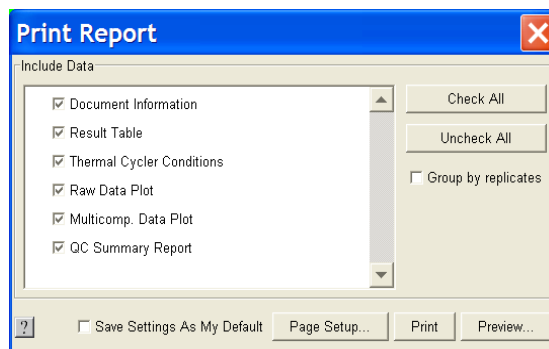 Print Report
Include Data
Document Information
Result Table
Thermal Cycler Conditions
Raw Data Plot
Multicomp. Data Plot
QC Summary Report
Check All
Uncheck All
Group by replicates
?
Save Settings As My Default
Page Setup...
Print
Preview...